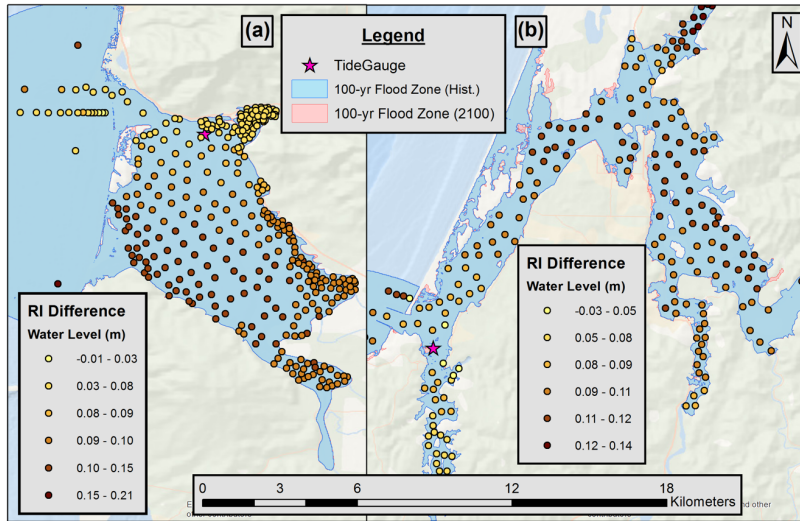 (a)
(b)
N
Legend
TideGauge
100-yr Flood Zone (Hist.)
100-yr Flood Zone (2100)
RI Difference
Water Level (m)
-0.01 - 0.03
0.03 - 0.08
0.08 - 0.09
0.09 - 0.10
0.10 - 0.15
0.15 - 0.21
RI Difference
Water Level (m)
-0.03 - 0.05
0.05 - 0.08
0.08 - 0.09
0.09 - 0.11
0.11 - 0.12
0.12 - 0.14
0 3 6 12 18
Kilometers